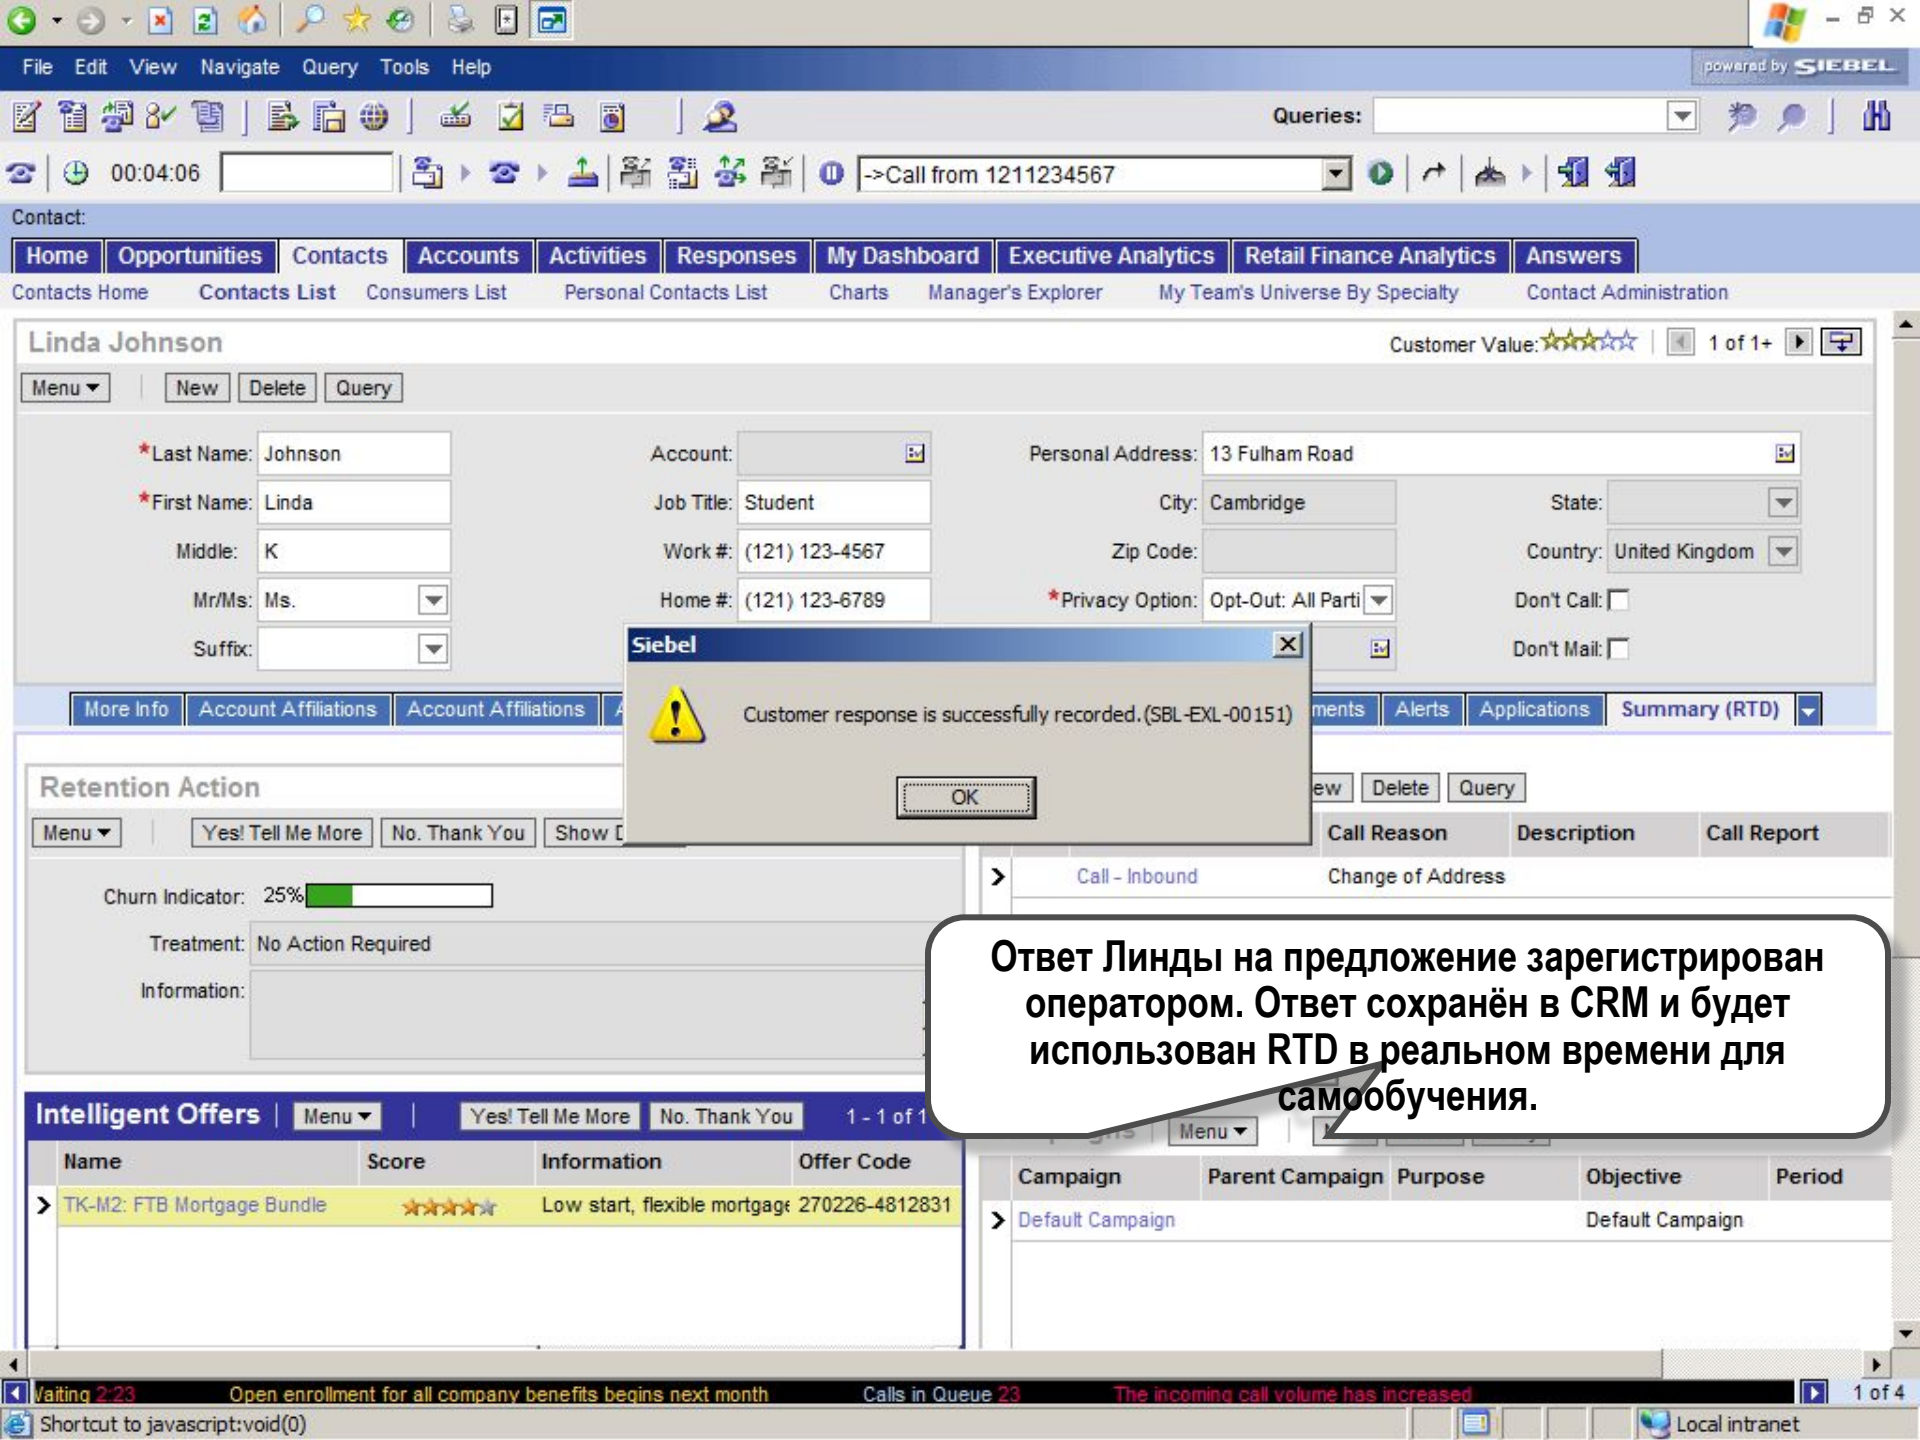 File Edit View Navigate Query Tools Help
powered by SIEBEL
Queries:
00:04:06
->Call from 1211234567
Contact:
Home Opportunities Contacts Accounts Activities Responses My Dashboard Executive Analytics Retail Finance Analytics Answers
Contacts Home Contacts List Consumers List Personal Contacts List Charts Manager's Explorer My Team's Universe By Specialty Contact Administration
Linda Johnson
Customer Value:
1 of 1+
Menu New Delete Query
*Last Name: Johnson Account: Personal Address: 13 Fulham Road
*First Name: Linda Job Title: Student City: Cambridge State:
Middle: K Work #: (121) 123-4567 Zip Code: Country: United Kingdom
Mr/Ms: Ms. Home #: (121) 123-6789 *Privacy Option: Opt-Out: All Parti Don't Call:
Suffix: Don't Mail:
Siebel
Customer response is successfully recorded.(SBL-EXL-00151)
OK
More Info Account Affiliations Account Affiliations Alerts Applications Summary (RTD)
Retention Action
Menu Yes! Tell Me More No. Thank You Show
Delete Query
Call Reason Description Call Report
Call - Inbound Change of Address
Churn Indicator: 25%
Treatment: No Action Required
Information:
Ответ Линды на предложение зарегистрирован
оператором. Ответ сохранён в CRM и будет
использован RTD в реальном времени для
самообучения.
Intelligent Offers Menu Yes! Tell Me More No. Thank You 1 - 1 of 1
Menu
Name Score Information Offer Code
TK-M2: FTB Mortgage Bundle Low start, flexible mortgage 270226-4812831
Campaign Parent Campaign Purpose Objective Period
Default Campaign Default Campaign
Waiting 2:23 Open enrollment for all company benefits begins next month Calls in Queue 23 The incoming call volume has increased
1 of 4
Shortcut to javascript:void(0)
Local intranet